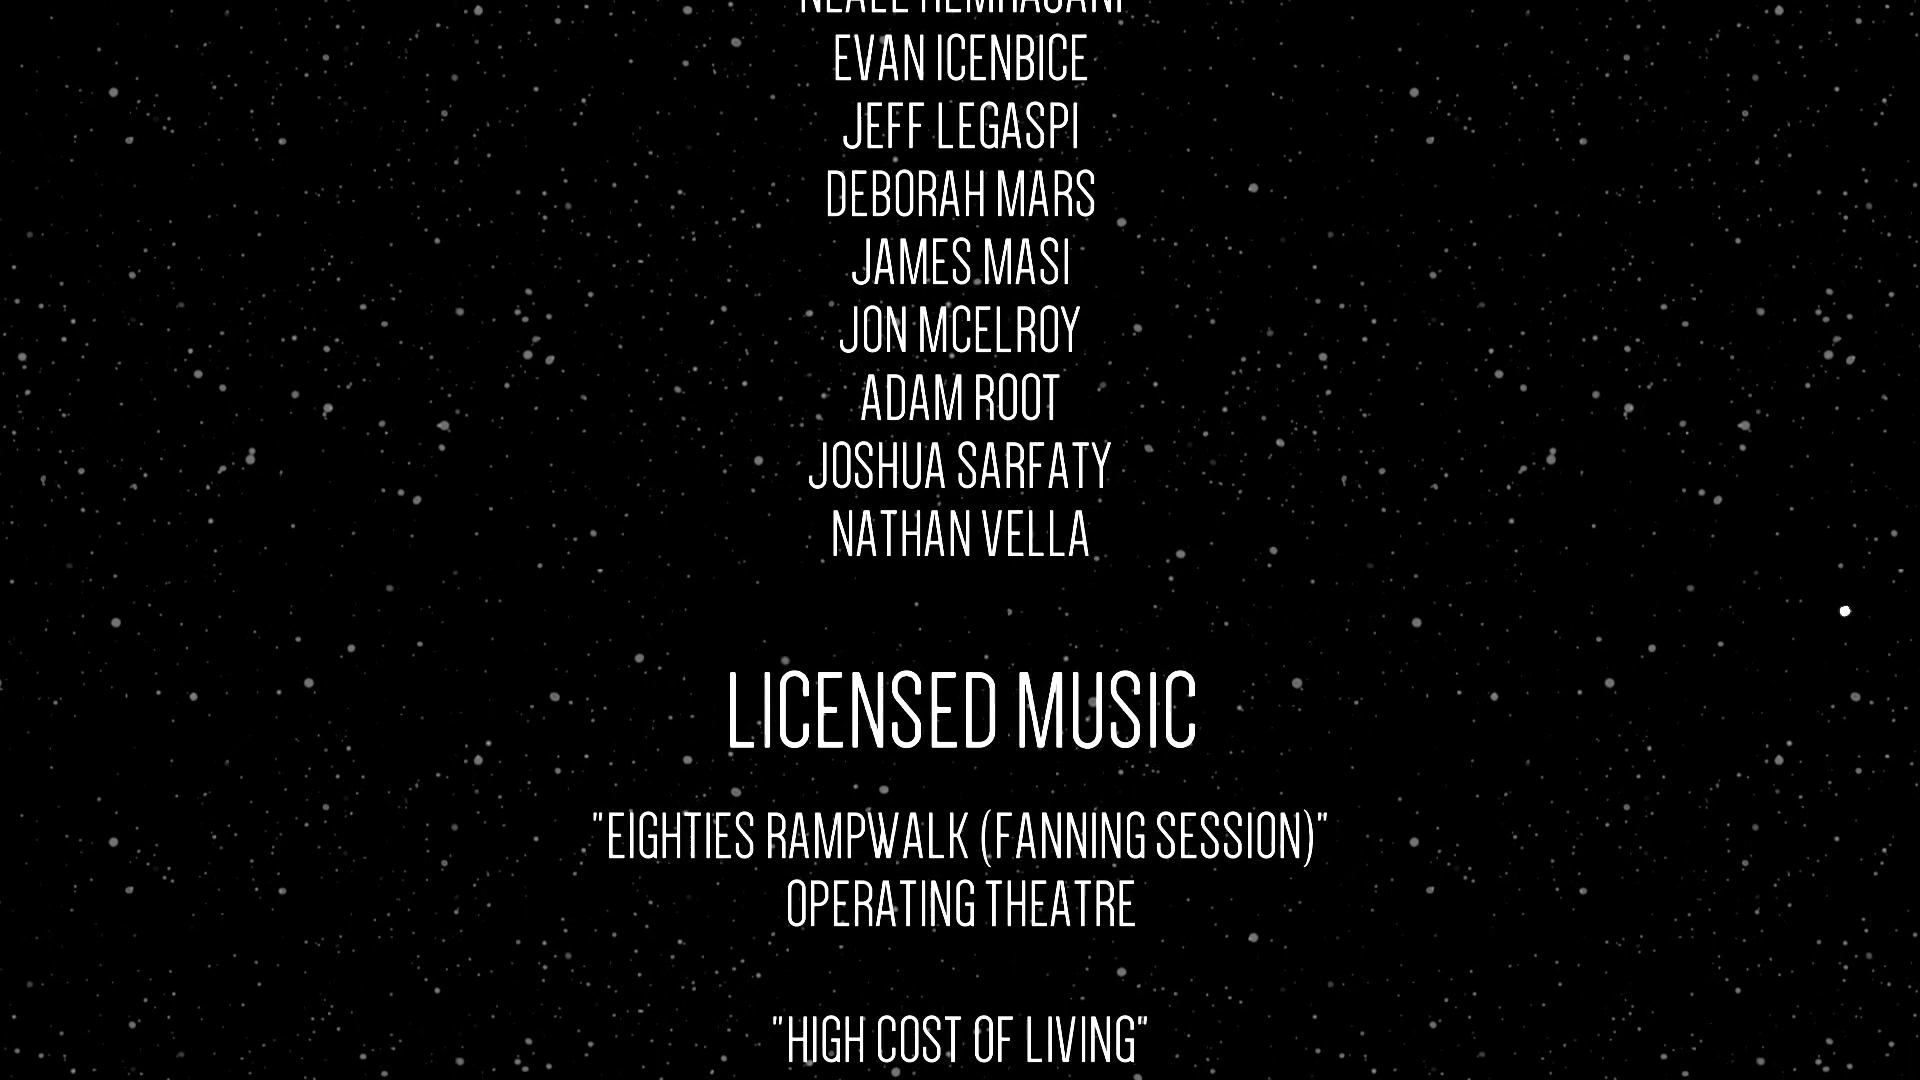 EVAN ICENBICE
JEFF LEGASPI
DEBORAH MARS
JAMES MASI
JON MCELROY
ADAM ROOT
JOSHUA SARFATY
NATHAN VELLA
LICENSED MUSIC
"EIGHTIES RAMPWALK (FANNING SESSION)"
OPERATING THEATRE
"HIGH COST OF LIVING"